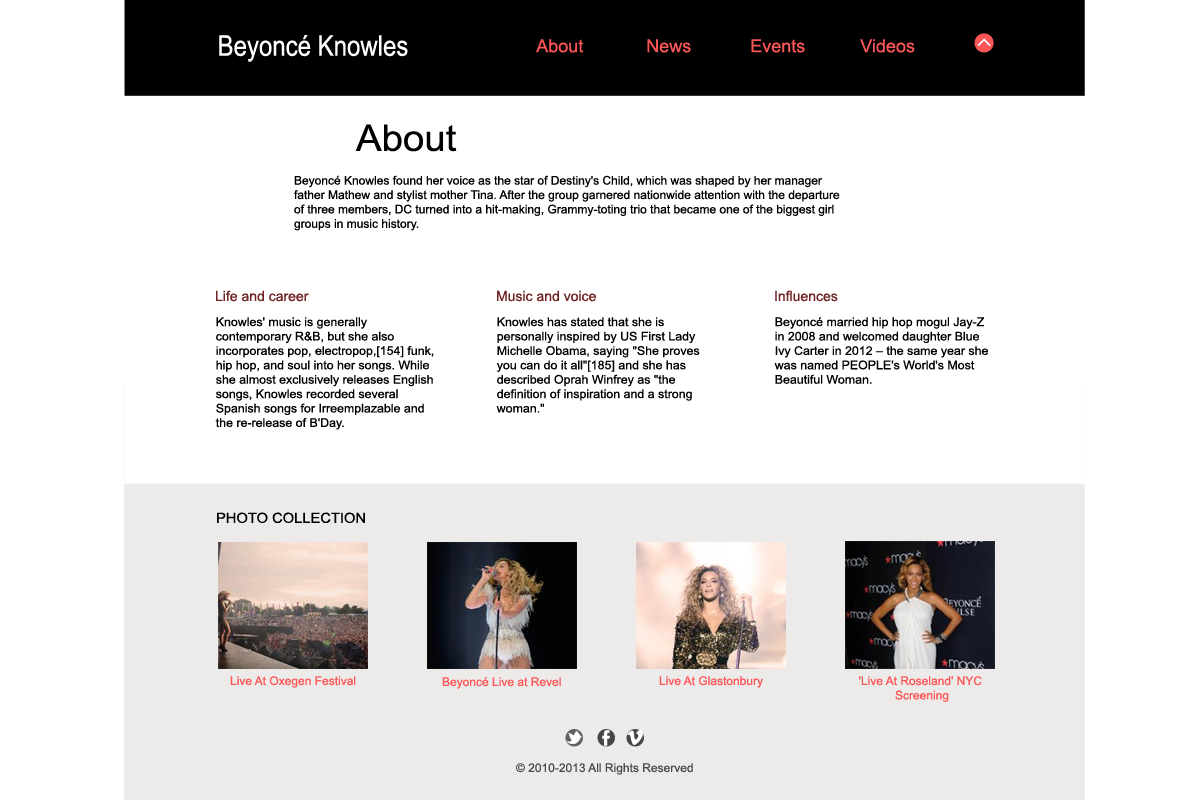 Beyoncé Knowles
About
News
Events
Videos
About
Beyoncé Knowles found her voice as the star of Destiny's Child, which was shaped by her manager
father Mathew and stylist mother Tina. After the group garnered nationwide attention with the departure
of three members, DC turned into a hit-making, Grammy-toting trio that became one of the biggest girl
groups in music history.
Life and career
Knowles' music is generally
contemporary R&B, but she also
incorporates pop, electropop,[154] funk,
hip hop, and soul into her songs. While
she almost exclusively releases English
songs, Knowles recorded several
Spanish songs for Irreemplazable and
the re-release of B'Day.
Music and voice
Knowles has stated that she is
personally inspired by US First Lady
Michelle Obama, saying "She proves
you can do it all"[185] and she has
described Oprah Winfrey as "the
definition of inspiration and a strong
woman."
Influences
Beyoncé married hip hop mogul Jay-Z
in 2008 and welcomed daughter Blue
Ivy Carter in 2012 – the same year she
was named PEOPLE's World's Most
Beautiful Woman.
PHOTO COLLECTION
macy's
macy's
macy's
BEYONCÉ
macy's
macy's
Live At Oxegen Festival
Beyoncé Live at Revel
Live At Glastonbury
'Live At Roseland' NYC
Screening
© 2010-2013 All Rights Reserved